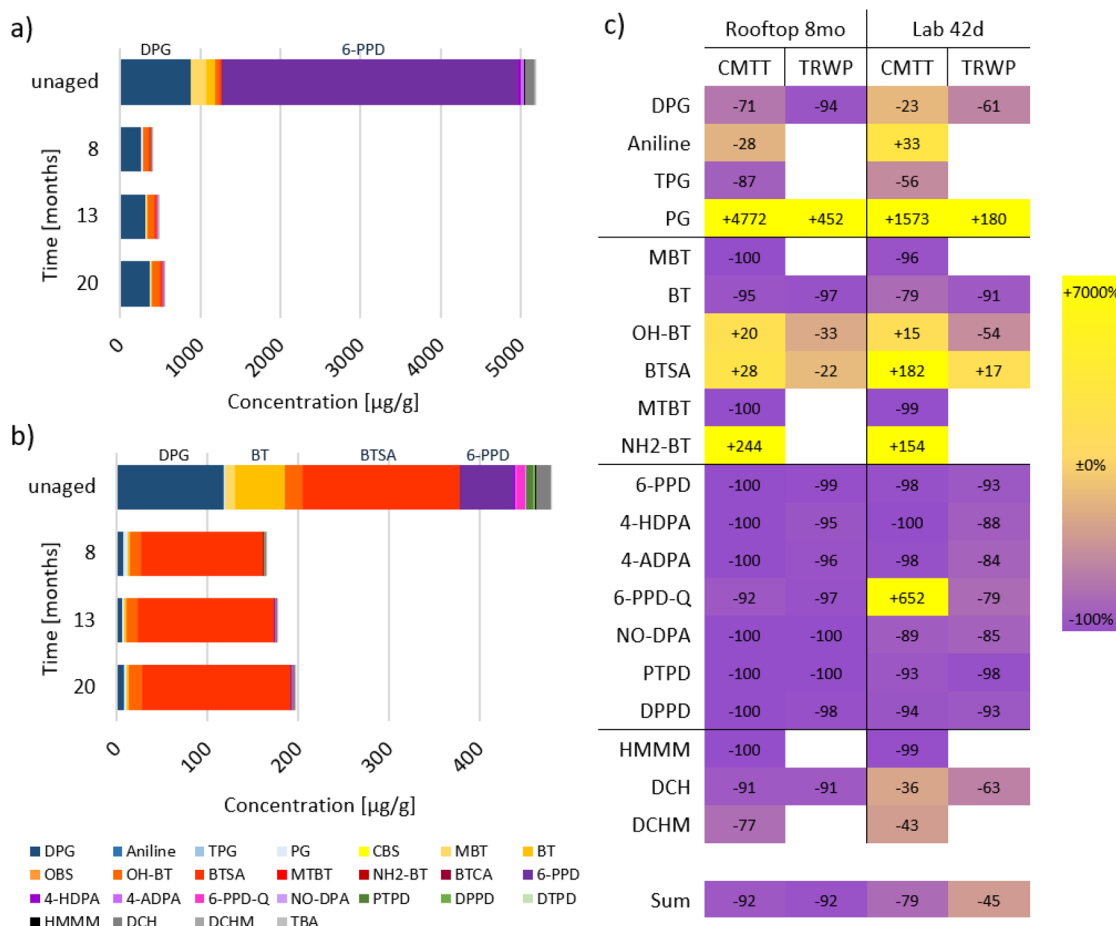 a)
DPG 6-PPD
unaged
8
13
20
Time [months]
0 1000 2000 3000 4000 5000
Concentration [µg/g]
b)
DPG BT BTSA 6-PPD
unaged
8
13
20
Time [months]
0 100 200 300 400
Concentration [µg/g]
DPG Aniline TPG PG CBS MBT BT
OBS OH-BT BTSA MTBT NH2-BT BTCA 6-PPD
4-HDPA 4-ADPA 6-PPD-Q NO-DPA PTPD DPPD DTPD
HMMM DCH DCHM TBA
c)
Rooftop 8mo Lab 42d
CMTT TRWP CMTT TRWP
DPG -71 -94 -23 -61
Aniline -28 +33
TPG -87 -56
PG +4772 +452 +1573 +180
MBT -100 -96
BT -95 -97 -79 -91
OH-BT +20 -33 +15 -54
BTSA +28 -22 +182 +17
MTBT -100 -99
NH2-BT +244 +154
6-PPD -100 -99 -98 -93
4-HDPA -100 -95 -100 -88
4-ADPA -100 -96 -98 -84
6-PPD-Q -92 -97 +652 -79
NO-DPA -100 -100 -89 -85
PTPD -100 -100 -93 -98
DPPD -100 -98 -94 -93
HMMM -100 -99
DCH -91 -91 -36 -63
DCHM -77 -43
Sum -92 -92 -79 -45
+7000%
±0%
-100%